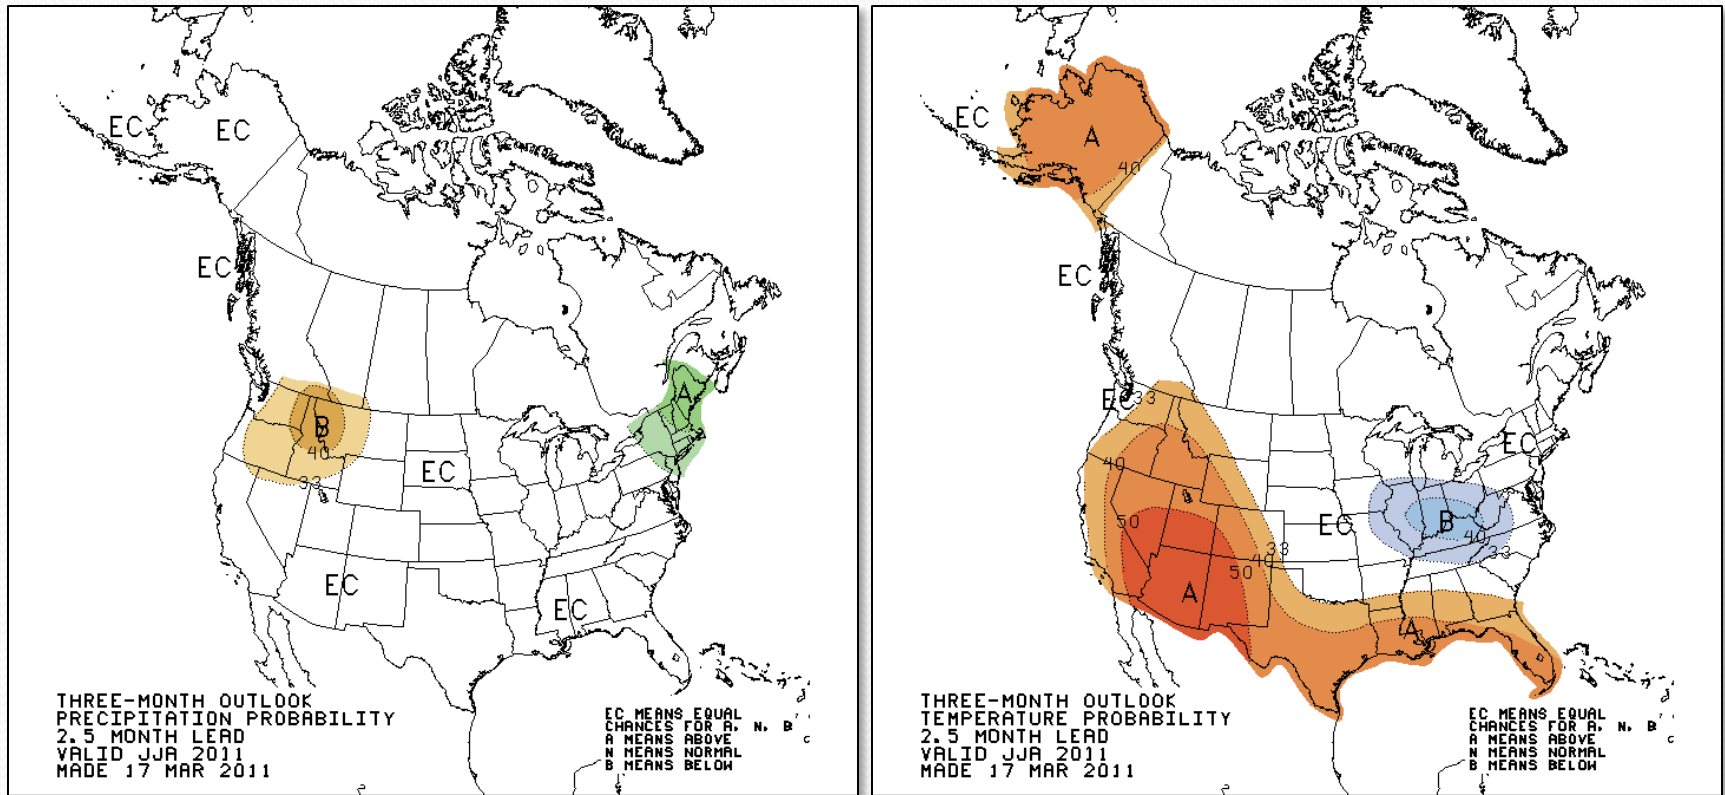 EC
EC
EC
A
B
40
33
EC
EC
EC
THREE-MONTH OUTLOOK
PRECIPITATION PROBABILITY
2.5 MONTH LEAD
VALID JJA 2011
MADE 17 MAR 2011
EC MEANS EQUAL
CHANCES FOR A, N, B
A MEANS ABOVE
N MEANS NORMAL
B MEANS BELOW
EC
A
40
EC
EC 33
EC
40
50
B
EC
40
33
33
40
50
A
A
THREE-MONTH OUTLOOK
TEMPERATURE PROBABILITY
2.5 MONTH LEAD
VALID JJA 2011
MADE 17 MAR 2011
EC MEANS EQUAL
CHANCES FOR A, N, B
A MEANS ABOVE
N MEANS NORMAL
B MEANS BELOW